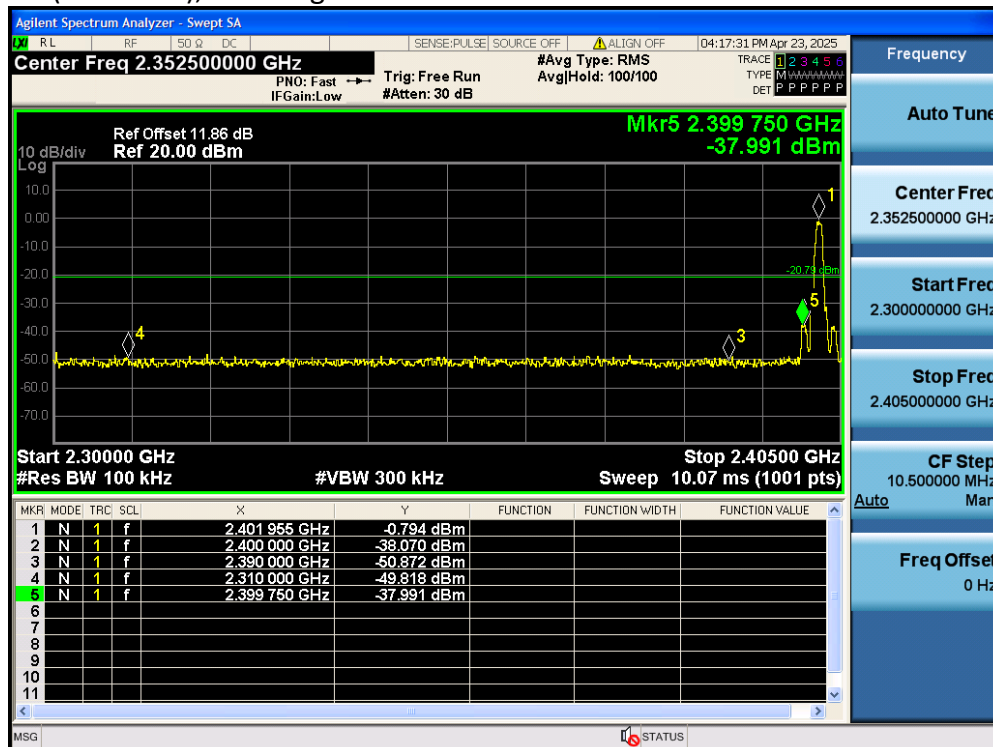 Agilent Spectrum Analyzer - Swept SA
LXI RL RF 50 Ω DC SENSE:PULSE SOURCE OFF ALIGN OFF 04:17:31 PM Apr 23, 2025
Center Freq 2.352500000 GHz
PNO: Fast
IFGain:Low
Trig: Free Run
#Atten: 30 dB
#Avg Type: RMS
Avg|Hold: 100/100
TRACE 1 2 3 4 5 6
TYPE M
DET P P P P P P
Frequency
Auto Tune
Center Freq
2.352500000 GHz
Start Freq
2.300000000 GHz
Stop Freq
2.405000000 GHz
CF Step
10.500000 MHz
Auto Man
Freq Offset
0 Hz
Mkr5 2.399 750 GHz
-37.991 dBm
Ref Offset 11.86 dB
10 dB/div Ref 20.00 dBm
Log
10.0
0.00
-10.0
-20.0
-30.0
-40.0
-50.0
-60.0
-70.0
1
-20.79 dBm
5
4
3
Start 2.30000 GHz Stop 2.40500 GHz
#Res BW 100 kHz #VBW 300 kHz Sweep 10.07 ms (1001 pts)
MKR MODE TRC SCL X Y FUNCTION FUNCTION WIDTH FUNCTION VALUE
1 N 1 f 2.401 955 GHz -0.794 dBm
2 N 1 f 2.400 000 GHz -38.070 dBm
3 N 1 f 2.390 000 GHz -50.872 dBm
4 N 1 f 2.310 000 GHz -49.818 dBm
5 N 1 f 2.399 750 GHz -37.991 dBm
6
7
8
9
10
11
MSG STATUS